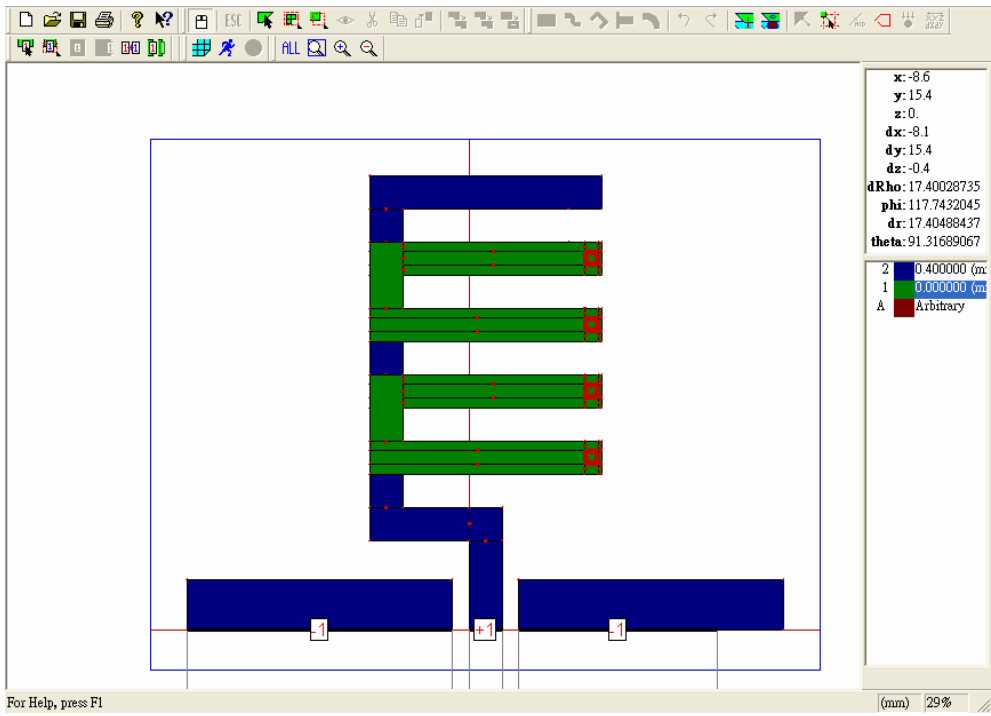 ESC
ALL
x: -8.6
y: 15.4
z: 0.
dx: -8.1
dy: 15.4
dz: -0.4
dRho: 17.40028735
phi: 117.7432045
dr: 17.40488437
theta: 91.31689067
2 0.400000 (m
1 0.000000 (m
A Arbitrary
-1 +1 -1
For Help, press F1 (mm) 29%